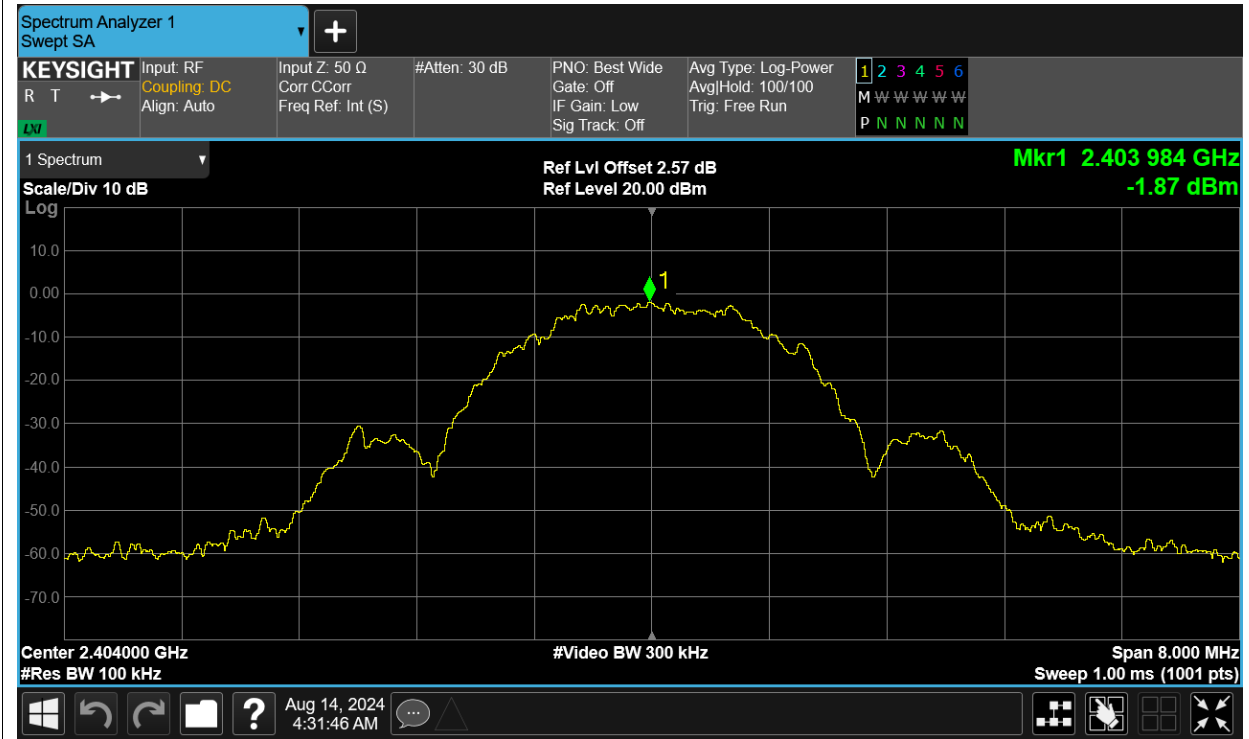 Spectrum Analyzer 1
Swept SA
+
KEYSIGHT
R T
LXI
Input: RF
Coupling: DC
Align: Auto
Input Z: 50 Ω
Corr CCorr
Freq Ref: Int (S)
#Atten: 30 dB
PNO: Best Wide
Gate: Off
IF Gain: Low
Sig Track: Off
Avg Type: Log-Power
Avg|Hold: 100/100
Trig: Free Run
1 2 3 4 5 6
M W W W W W
P N N N N N
1 Spectrum
Scale/Div 10 dB
Log
Ref Lvl Offset 2.57 dB
Ref Level 20.00 dBm
Mkr1 2.403 984 GHz
-1.87 dBm
1
10.0
0.00
-10.0
-20.0
-30.0
-40.0
-50.0
-60.0
-70.0
Center 2.404000 GHz
#Res BW 100 kHz
#Video BW 300 kHz
Span 8.000 MHz
Sweep 1.00 ms (1001 pts)
?
Aug 14, 2024
4:31:46 AM